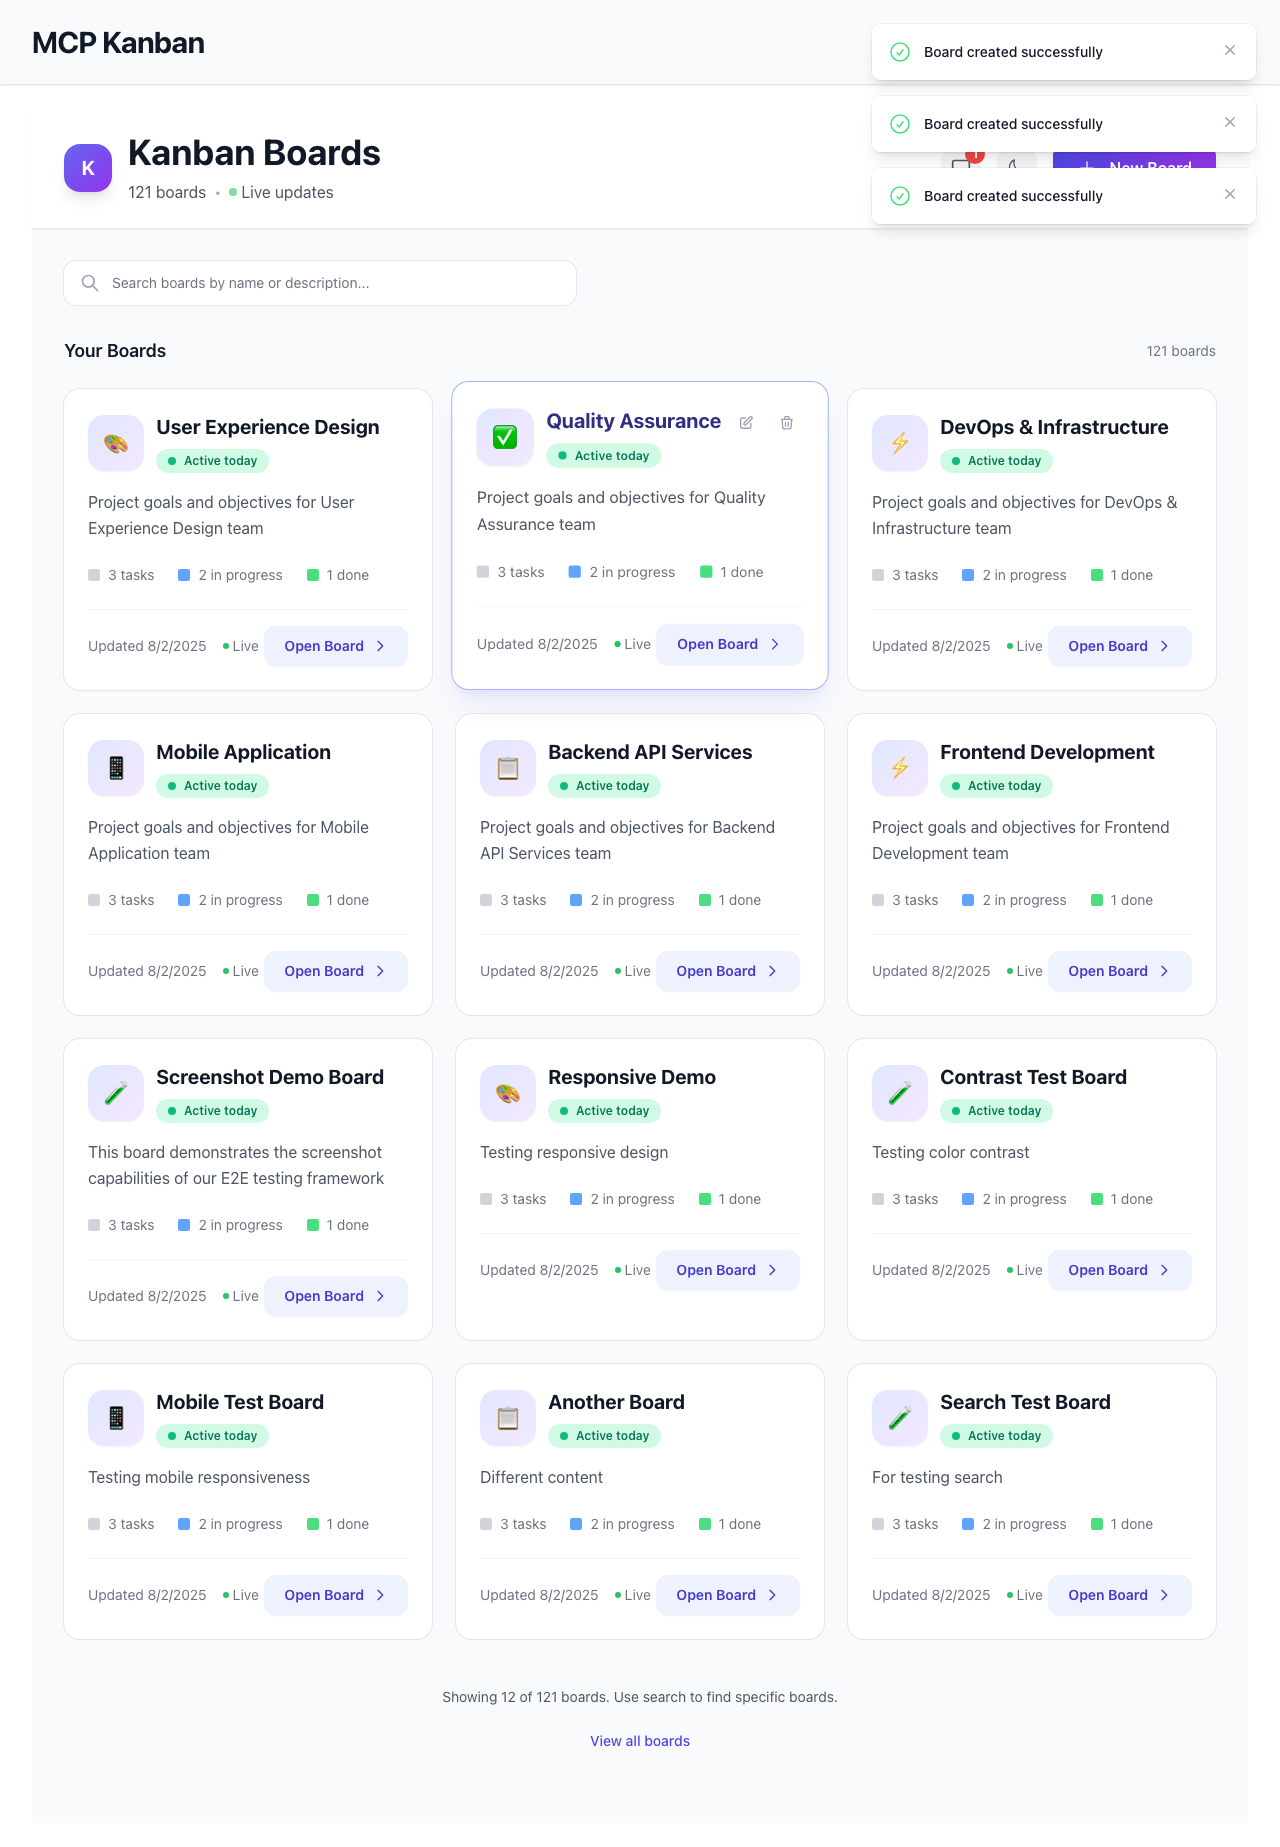 MCP Kanban
Board created successfully
Board created successfully
Board created successfully
K
Kanban Boards
121 boards • Live updates
New Board
Search boards by name or description...
Your Boards
121 boards
User Experience Design
Active today
Project goals and objectives for User
Experience Design team
3 tasks 2 in progress 1 done
Updated 8/2/2025 Live Open Board
Quality Assurance
Active today
Project goals and objectives for Quality
Assurance team
3 tasks 2 in progress 1 done
Updated 8/2/2025 Live Open Board
DevOps & Infrastructure
Active today
Project goals and objectives for DevOps &
Infrastructure team
3 tasks 2 in progress 1 done
Updated 8/2/2025 Live Open Board
Mobile Application
Active today
Project goals and objectives for Mobile
Application team
3 tasks 2 in progress 1 done
Updated 8/2/2025 Live Open Board
Backend API Services
Active today
Project goals and objectives for Backend
API Services team
3 tasks 2 in progress 1 done
Updated 8/2/2025 Live Open Board
Frontend Development
Active today
Project goals and objectives for Frontend
Development team
3 tasks 2 in progress 1 done
Updated 8/2/2025 Live Open Board
Screenshot Demo Board
Active today
This board demonstrates the screenshot
capabilities of our E2E testing framework
3 tasks 2 in progress 1 done
Updated 8/2/2025 Live Open Board
Responsive Demo
Active today
Testing responsive design
3 tasks 2 in progress 1 done
Updated 8/2/2025 Live Open Board
Contrast Test Board
Active today
Testing color contrast
3 tasks 2 in progress 1 done
Updated 8/2/2025 Live Open Board
Mobile Test Board
Active today
Testing mobile responsiveness
3 tasks 2 in progress 1 done
Updated 8/2/2025 Live Open Board
Another Board
Active today
Different content
3 tasks 2 in progress 1 done
Updated 8/2/2025 Live Open Board
Search Test Board
Active today
For testing search
3 tasks 2 in progress 1 done
Updated 8/2/2025 Live Open Board
Showing 12 of 121 boards. Use search to find specific boards.
View all boards